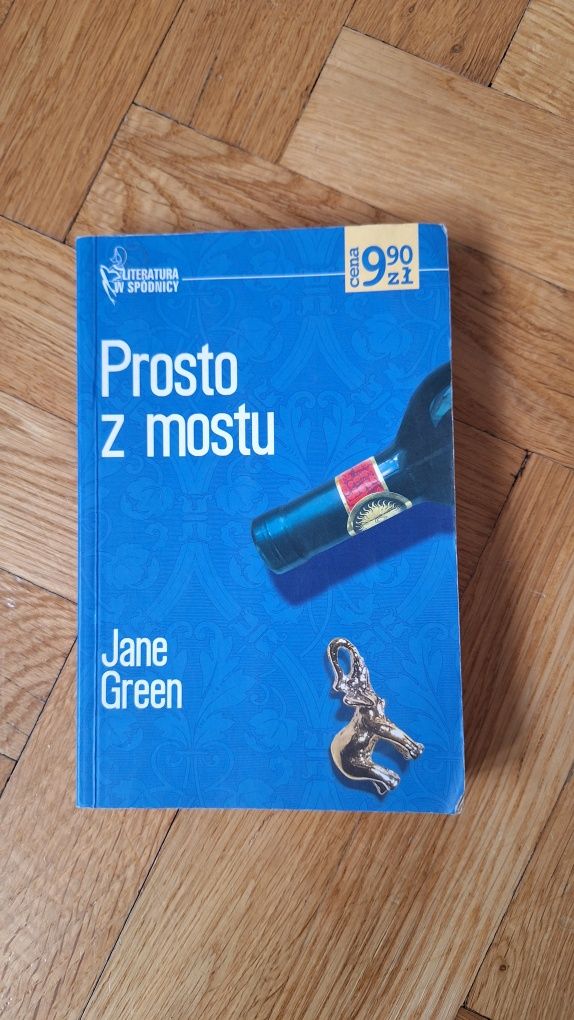 LITERATURA
W SPÓDNICY
cena 9,90 zł
Prosto
z mostu
Jane
Green